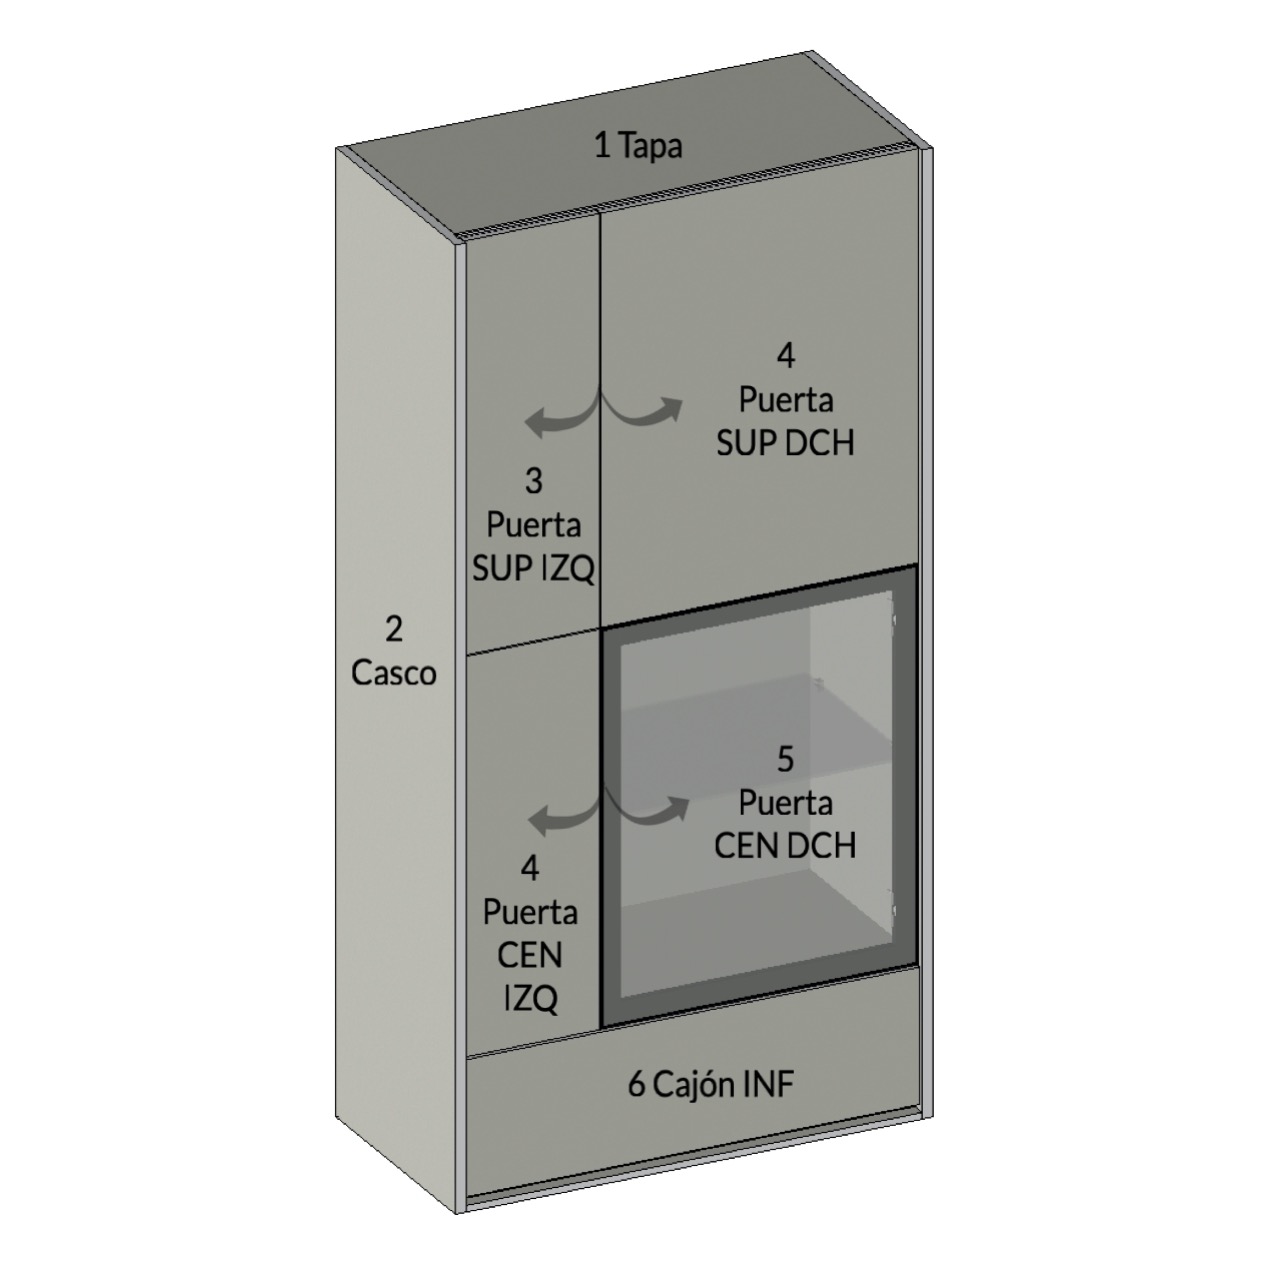 1 Tapa
4
Puerta
SUP DCH
3
Puerta
SUP IZQ
2
Casco
5
Puerta
CEN DCH
4
Puerta
CEN
IZQ
6 Cajón INF